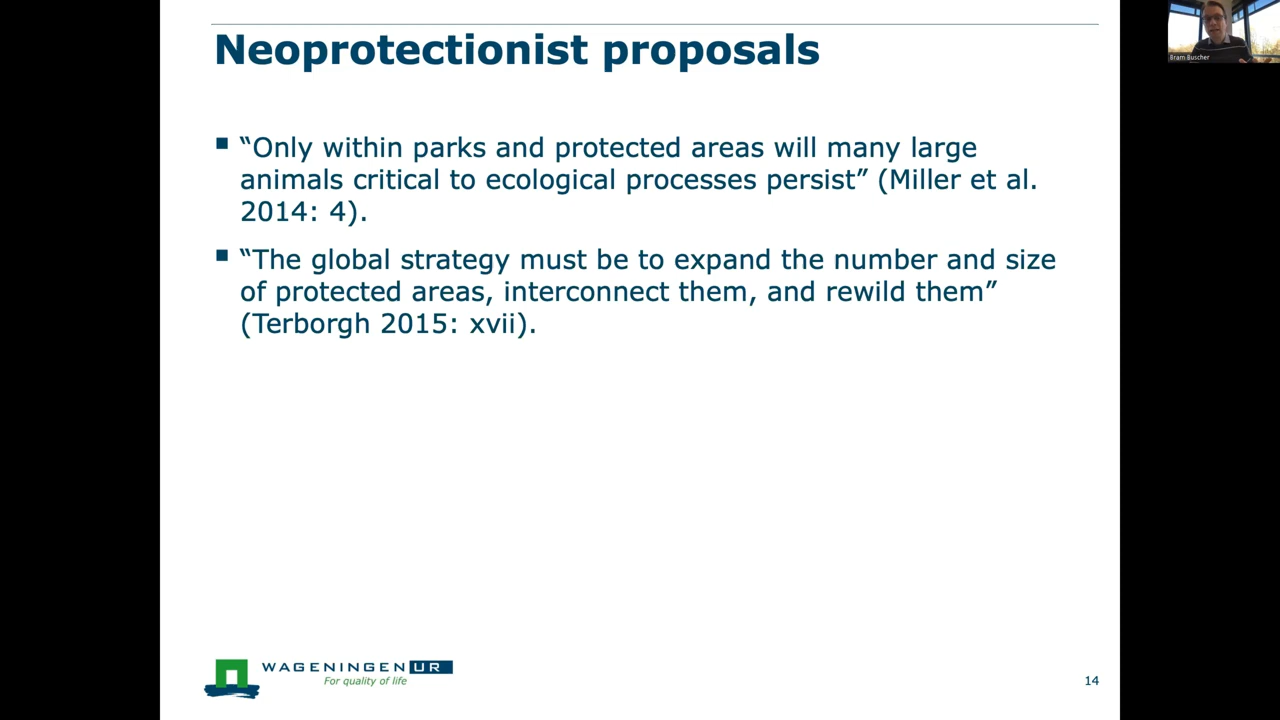 Neoprotectionist proposals
Bram Buscher
“Only within parks and protected areas will many large
animals critical to ecological processes persist” (Miller et al.
2014: 4).
“The global strategy must be to expand the number and size
of protected areas, interconnect them, and rewild them”
(Terborgh 2015: xvii).
WAGENINGEN UR
For quality of life
14